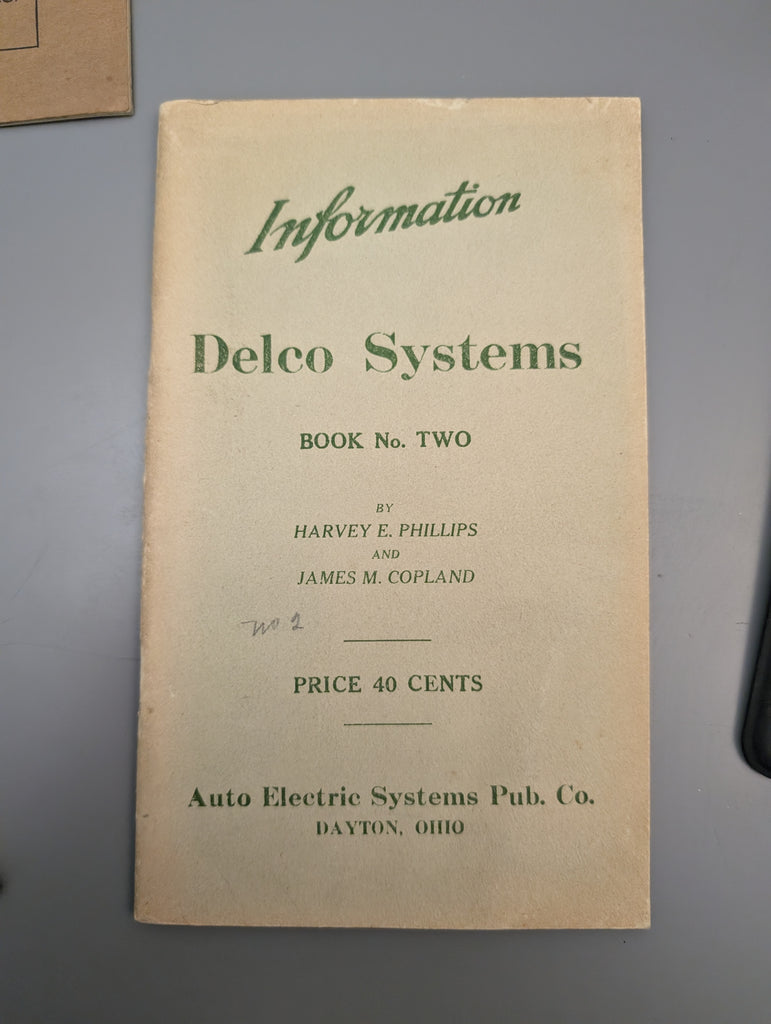 Information
Delco Systems
BOOK No. TWO
BY
HARVEY E. PHILLIPS
AND
JAMES M. COPLAND
no 2
PRICE 40 CENTS
Auto Electric Systems Pub. Co.
DAYTON, OHIO